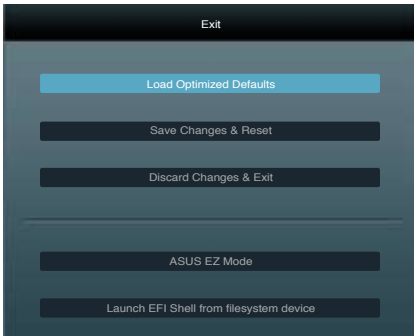 Exit
Load Optimized Defaults
Save Changes & Reset
Discard Changes & Exit
ASUS EZ Mode
Launch EFI Shell from filesystem device